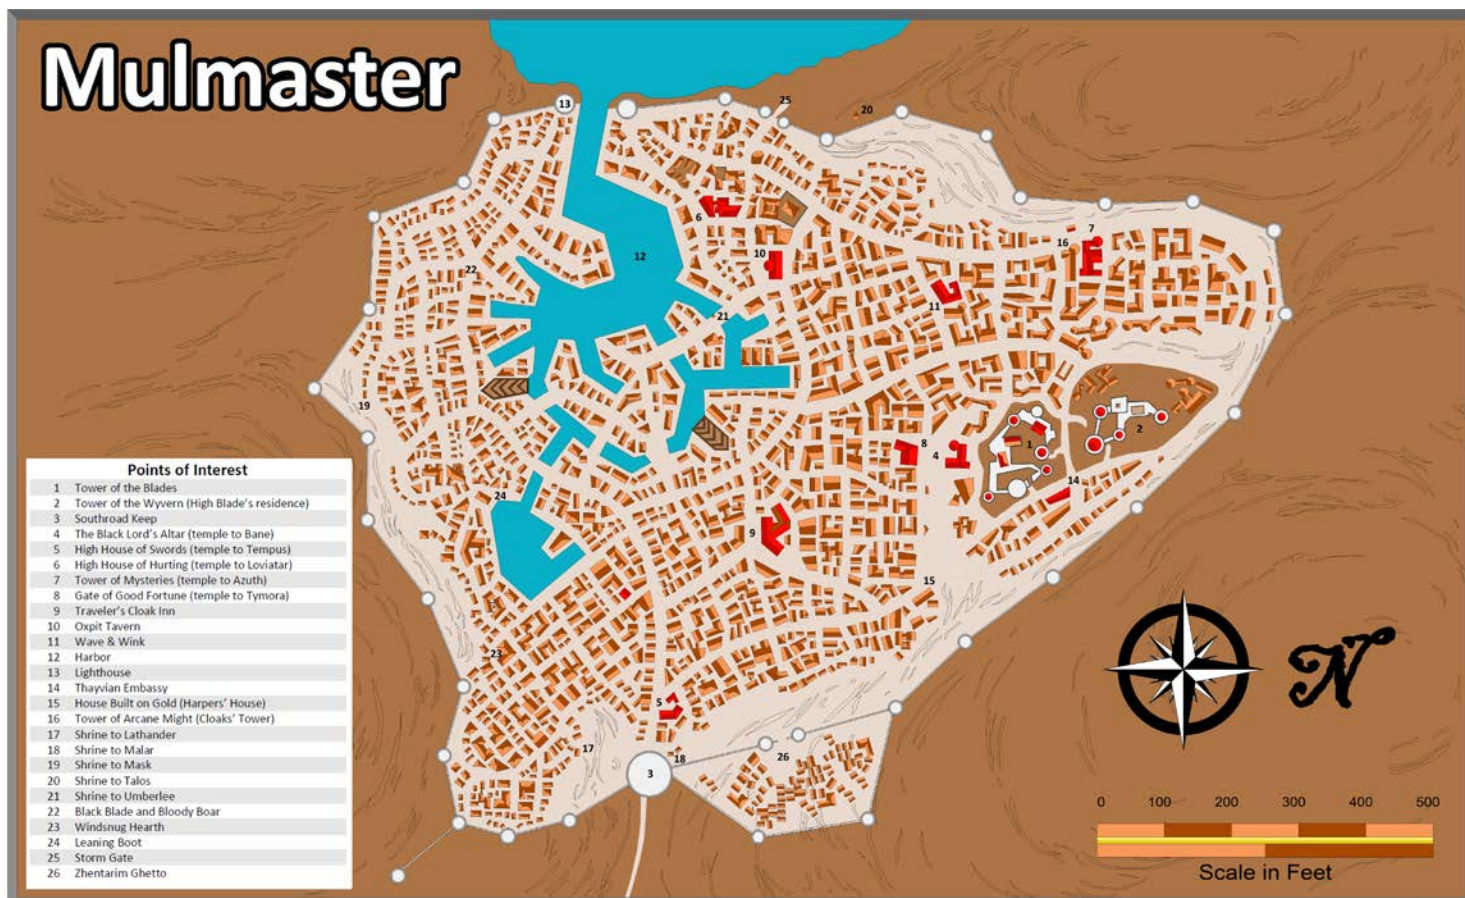 Mulmaster
13
25
20
6
7
16
10
12
22
11
21
19
8
4
1
2
14
24
9
15
23
5
17
18
3
26
Points of Interest
1 Tower of the Blades
2 Tower of the Wyvern (High Blade's residence)
3 Southroad Keep
4 The Black Lord's Altar (temple to Bane)
5 High House of Swords (temple to Tempus)
6 High House of Hurting (temple to Loviatar)
7 Tower of Mysteries (temple to Azuth)
8 Gate of Good Fortune (temple to Tymora)
9 Traveler's Cloak Inn
10 Oxpit Tavern
11 Wave & Wink
12 Harbor
13 Lighthouse
14 Thayvian Embassy
15 House Built on Gold (Harpers' House)
16 Tower of Arcane Might (Cloaks' Tower)
17 Shrine to Lathander
18 Shrine to Malar
19 Shrine to Mask
20 Shrine to Talos
21 Shrine to Umberlee
22 Black Blade and Bloody Boar
23 Windsnug Hearth
24 Leaning Boot
25 Storm Gate
26 Zhentarim Ghetto
N
0 100 200 300 400 500
Scale in Feet